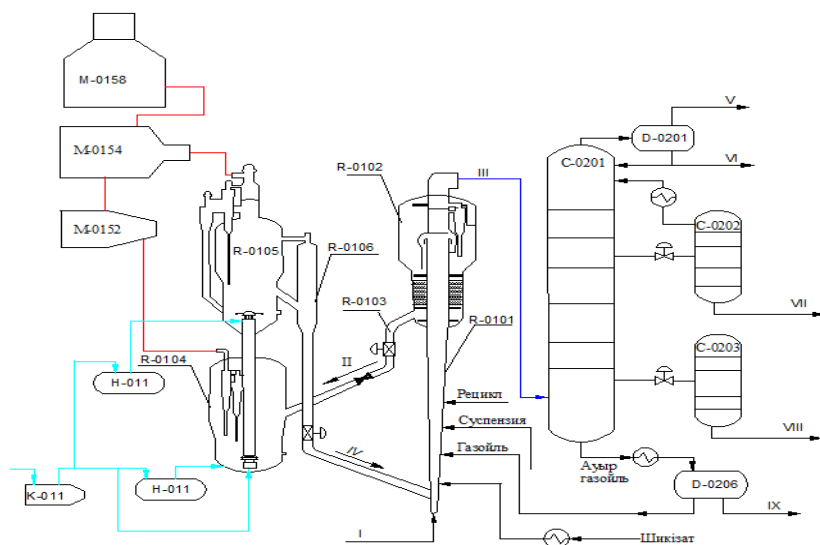 M-0158
V
D-0201
M-0154
VI
C-0201
R-0102
III
C-0202
M-0152
R-0105
R-0106
VII
R-0103
R-0101
C-0203
R-0104
II
H-011
Рецикл
Суспензия
VIII
IV
Газойль
Ауыр
газойль
K-011
H-011
D-0206
IX
I
Шикізат